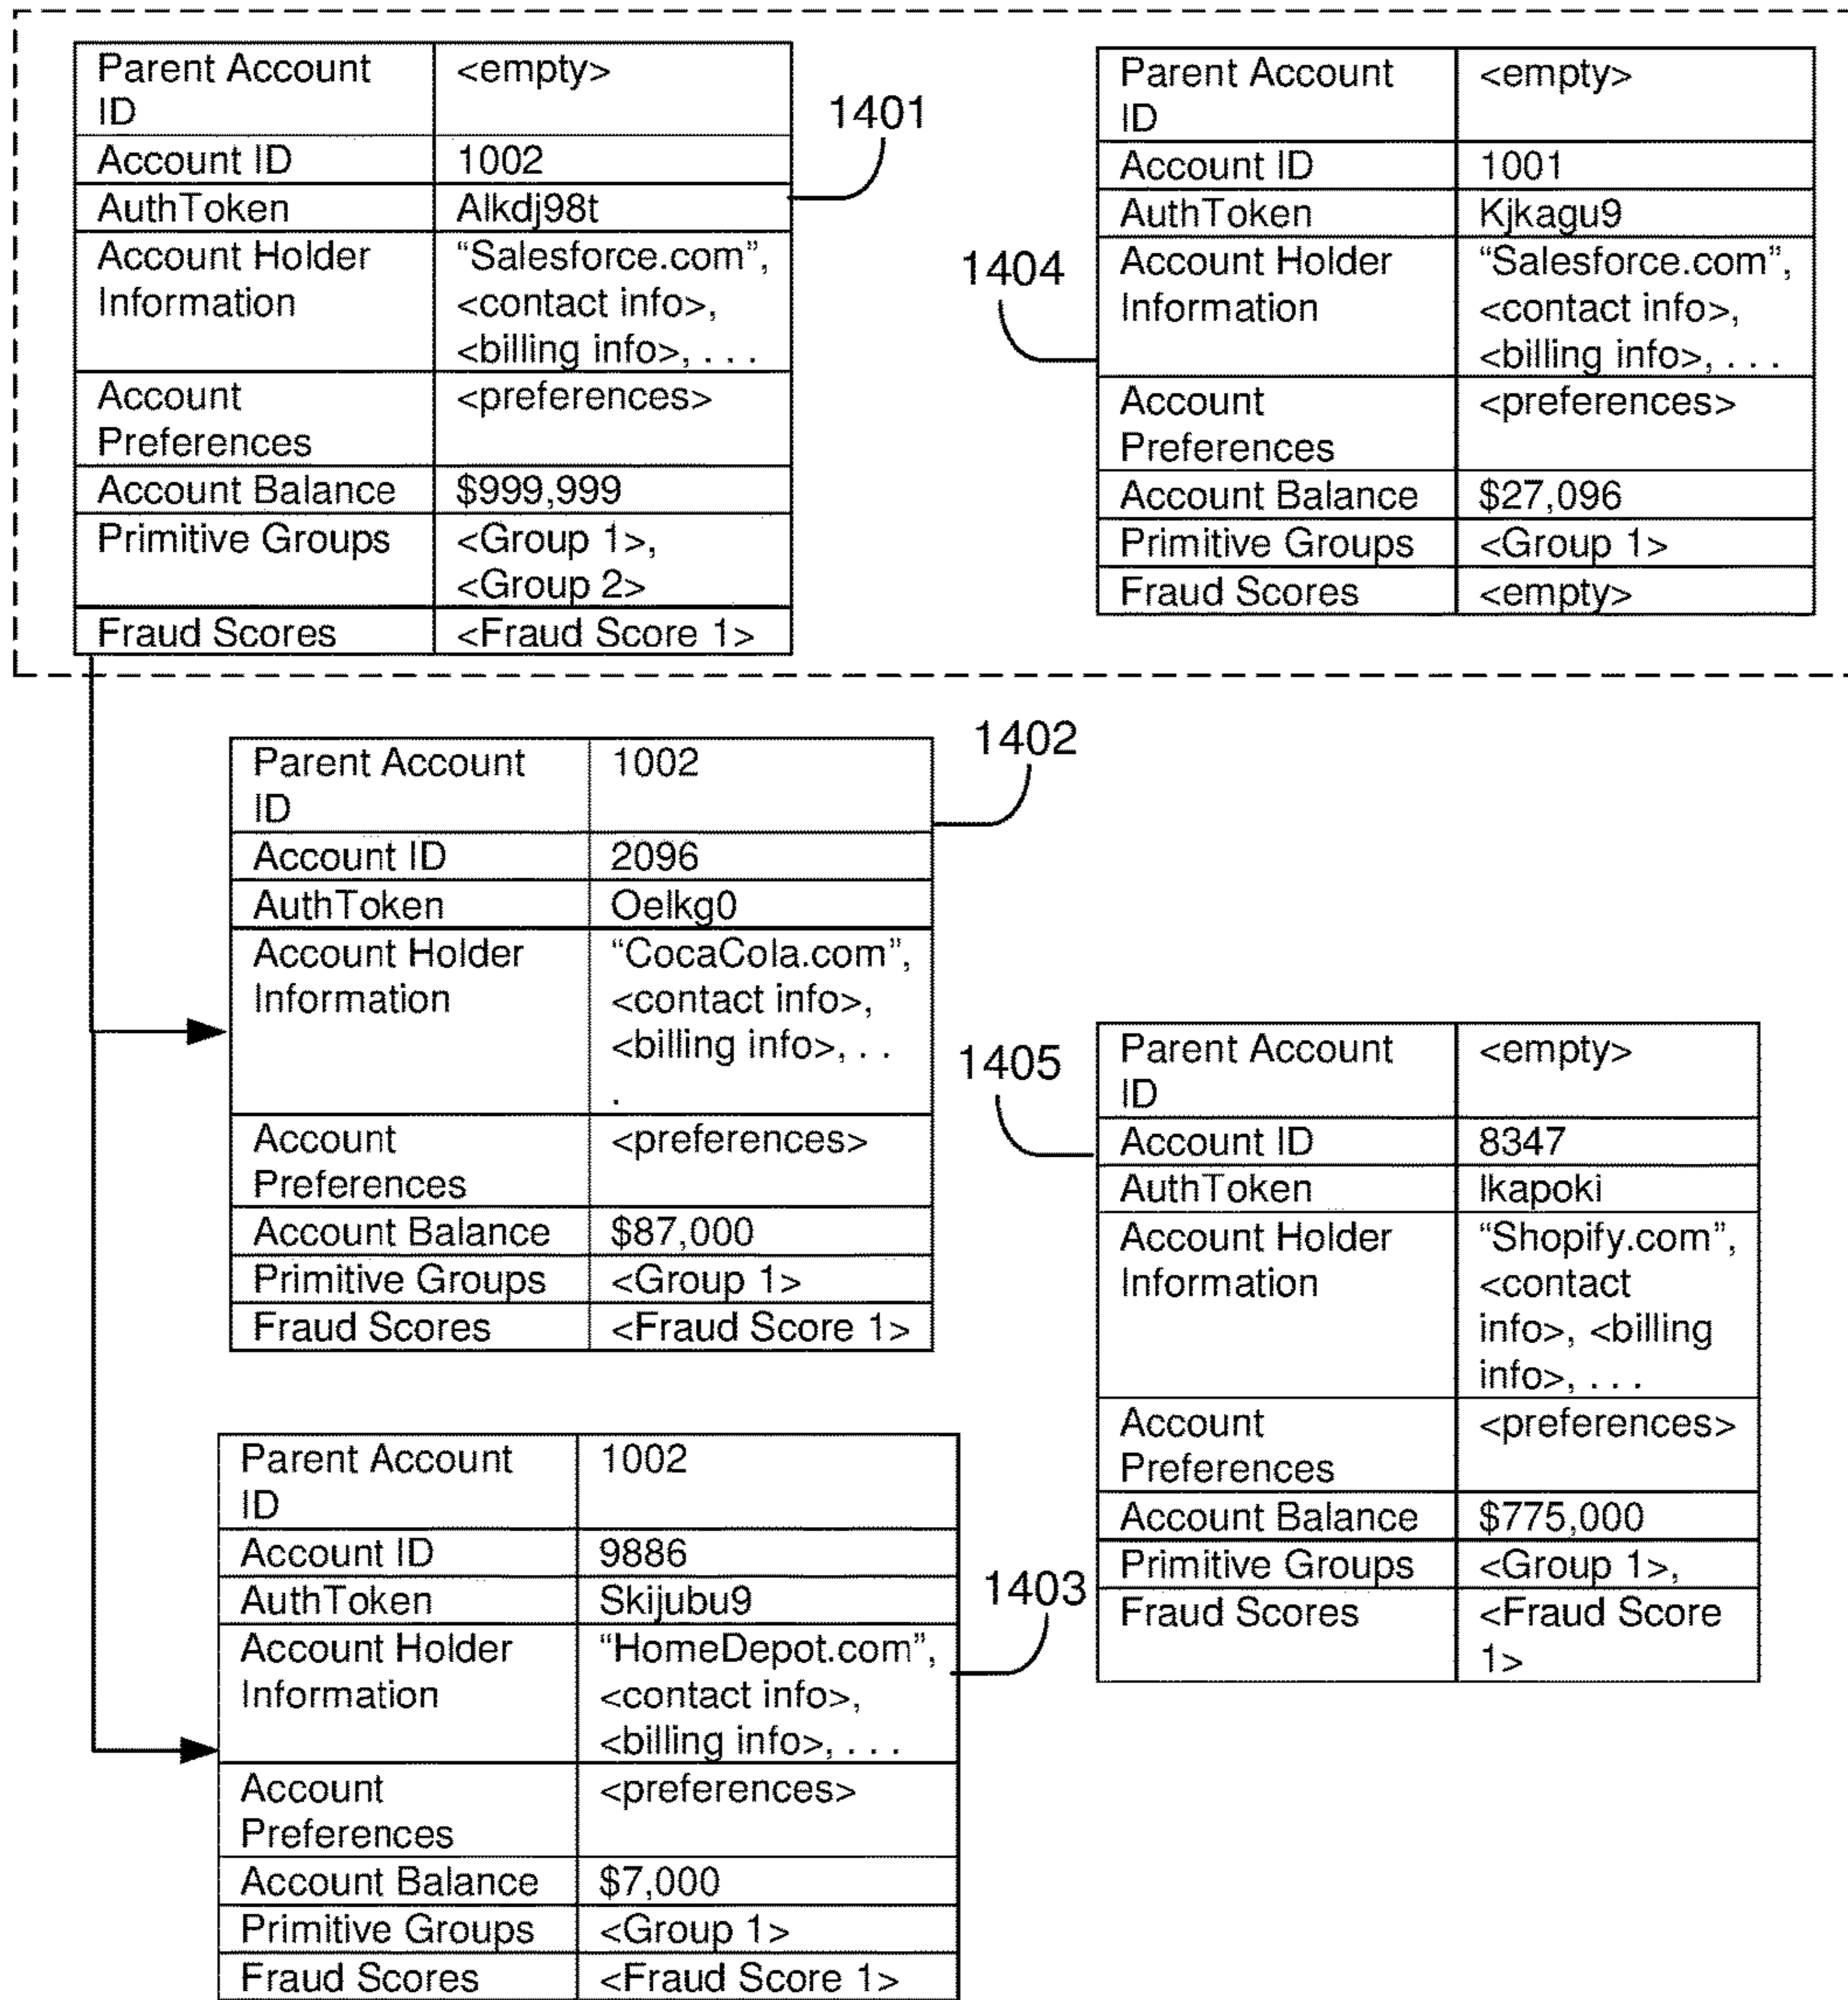 Parent Account <empty>
ID
Account ID 1002
AuthToken Alkdj98t
Account Holder "Salesforce.com",
Information <contact info>,
<billing info>, . . .
Account <preferences>
Preferences
Account Balance $999,999
Primitive Groups <Group 1>,
<Group 2>
Fraud Scores <Fraud Score 1>
1401
Parent Account <empty>
ID
Account ID 1001
AuthToken Kjkagu9
Account Holder "Salesforce.com",
Information <contact info>,
<billing info>, . . .
Account <preferences>
Preferences
Account Balance $27,096
Primitive Groups <Group 1>
Fraud Scores <empty>
1404
Parent Account 1002
ID
Account ID 2096
AuthToken Oelkg0
Account Holder "CocaCola.com",
Information <contact info>,
<billing info>, . .
.
Account <preferences>
Preferences
Account Balance $87,000
Primitive Groups <Group 1>
Fraud Scores <Fraud Score 1>
1402
Parent Account <empty>
ID
Account ID 8347
AuthToken Ikapoki
Account Holder "Shopify.com",
Information <contact
info>, <billing
info>, . . .
Account <preferences>
Preferences
Account Balance $775,000
Primitive Groups <Group 1>,
Fraud Scores <Fraud Score
1>
1405
Parent Account 1002
ID
Account ID 9886
AuthToken Skijubu9
Account Holder "HomeDepot.com",
Information <contact info>,
<billing info>, . . .
Account <preferences>
Preferences
Account Balance $7,000
Primitive Groups <Group 1>
Fraud Scores <Fraud Score 1>
1403